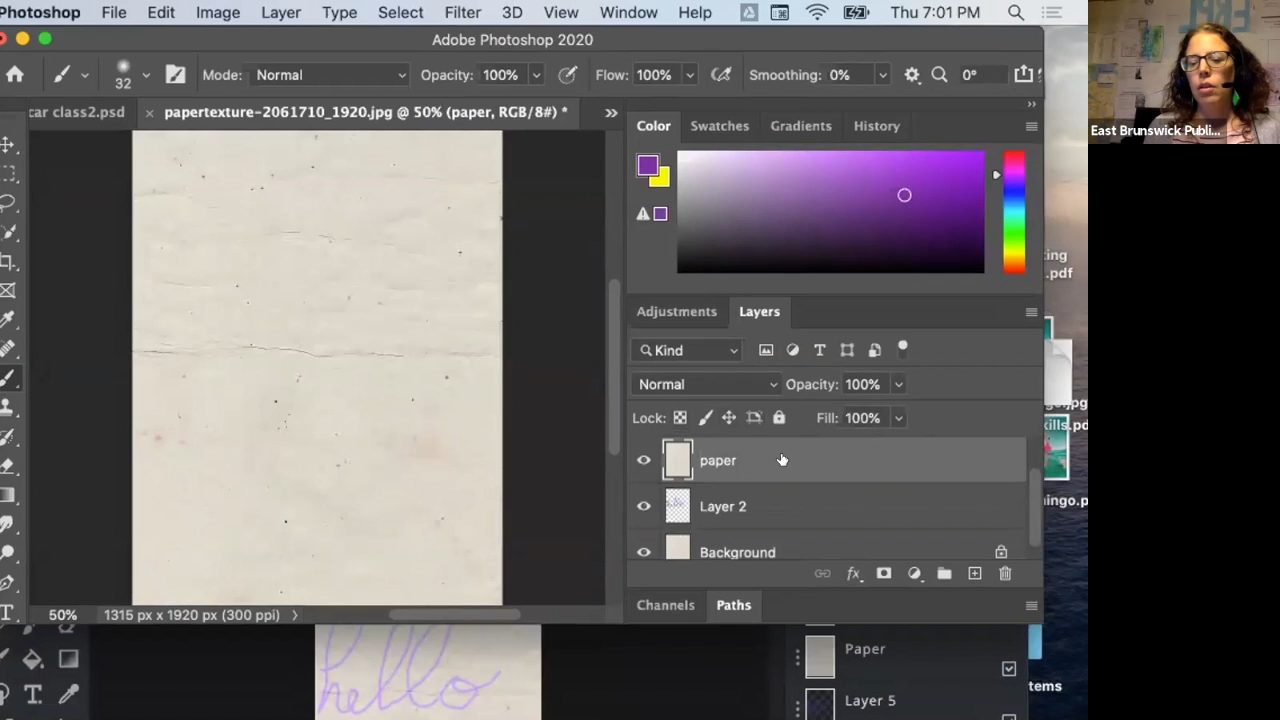 Photoshop File Edit Image Layer Type Select Filter 3D View Window Help Thu 7:01 PM
Adobe Photoshop 2020
32 Mode: Normal Opacity: 100% Flow: 100% Smoothing: 0% 0°
car class2.psd × papertexture-2061710_1920.jpg @ 50% (paper, RGB/8#) * »
Color Swatches Gradients History
East Brunswick Publi...
Adjustments Layers
Kind
Normal Opacity: 100%
Lock: Fill: 100%
paper
Layer 2
Background
fx
50% 1315 px x 1920 px (300 ppi)
Channels Paths
hello
Paper
Layer 5
tems